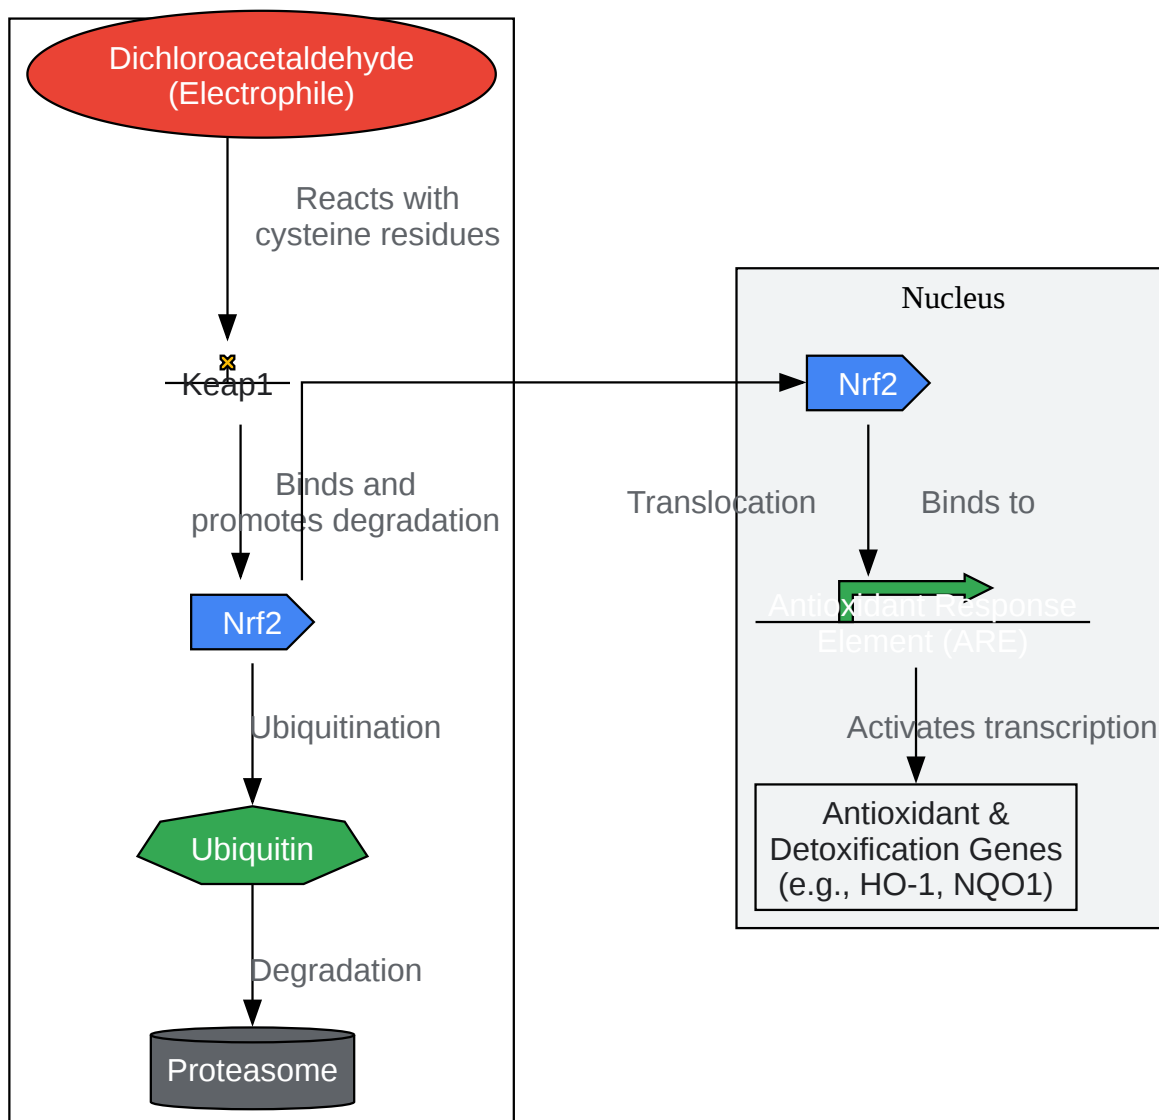 Dichloroacetaldehyde
(Electrophile)
Reacts with
cysteine residues
Keap1
Binds and
promotes degradation
Nrf2
Ubiquitination
Ubiquitin
Degradation
Proteasome
Translocation
Nucleus
Nrf2
Binds to
Antioxidant Response
Element (ARE)
Activates transcription
Antioxidant &
Detoxification Genes
(e.g., HO-1, NQO1)